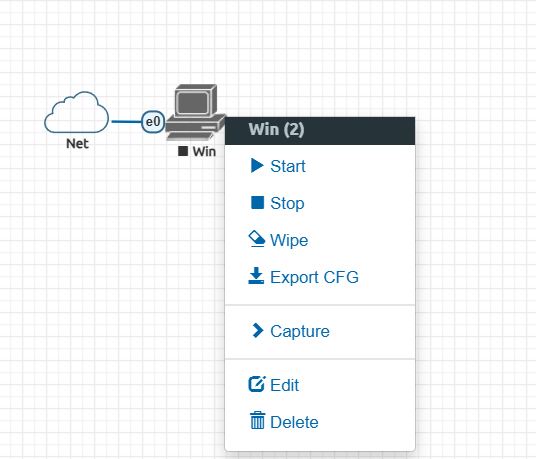 e0
Net
Win
Win (2)
Start
Stop
Wipe
Export CFG
Capture
Edit
Delete